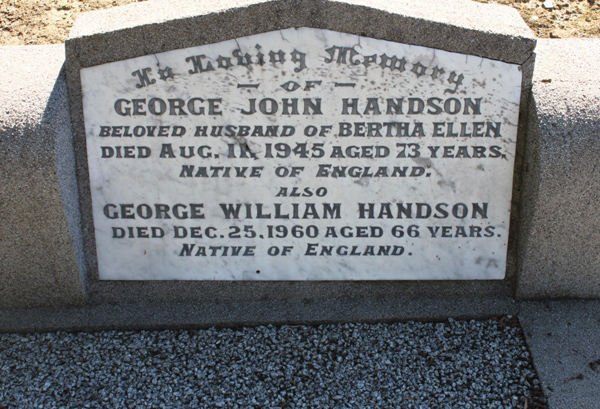 In Loving Memory
— OF —
GEORGE JOHN HANDSON
BELOVED HUSBAND OF BERTHA ELLEN
DIED AUG. 11, 1945 AGED 73 YEARS.
NATIVE OF ENGLAND.
ALSO
GEORGE WILLIAM HANDSON
DIED DEC. 25, 1960 AGED 66 YEARS.
NATIVE OF ENGLAND.